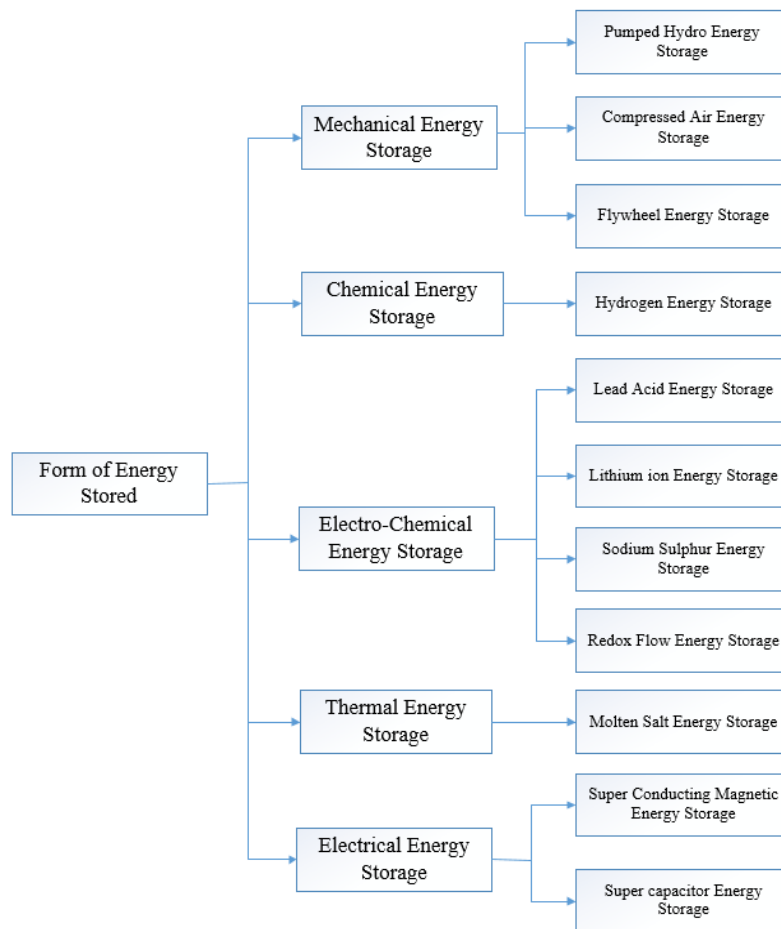 Pumped Hydro Energy
Storage
Mechanical Energy
Storage
Compressed Air Energy
Storage
Flywheel Energy Storage
Chemical Energy
Storage
Hydrogen Energy Storage
Lead Acid Energy Storage
Form of Energy
Stored
Lithium ion Energy Storage
Electro-Chemical
Energy Storage
Sodium Sulphur Energy
Storage
Redox Flow Energy Storage
Thermal Energy
Storage
Molten Salt Energy Storage
Electrical Energy
Storage
Super Conducting Magnetic
Energy Storage
Super capacitor Energy
Storage